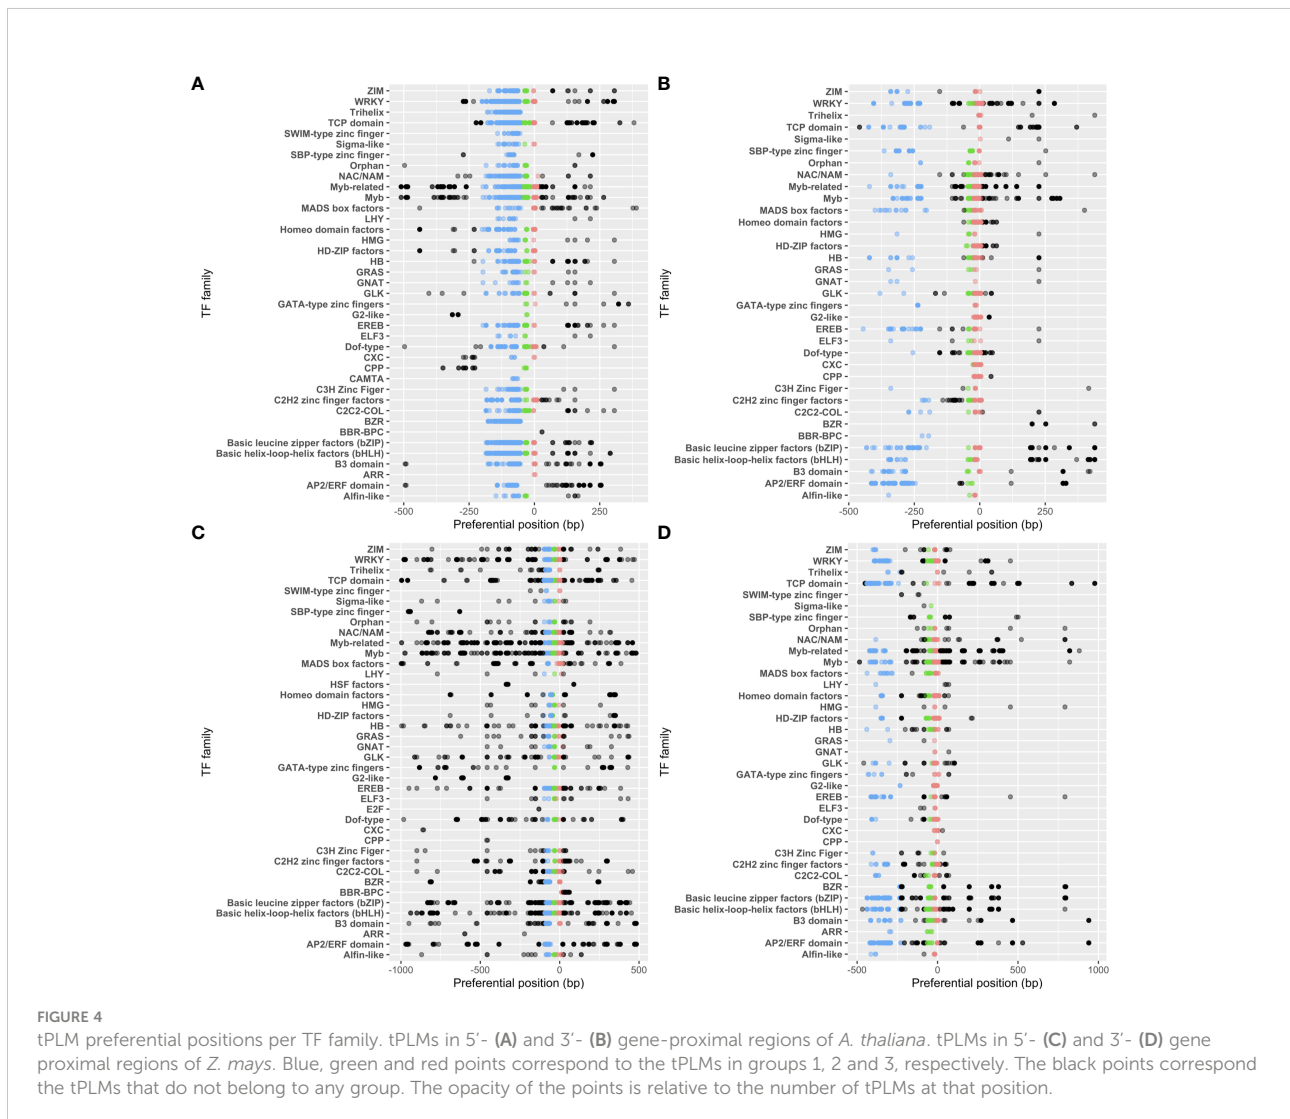 A
TF family
ZIM
WRKY
Trihelix
TCP domain
SWIM-type zinc finger
Sigma-like
SBP-type zinc finger
Orphan
NAC/NAM
Myb-related
Myb
MADS box factors
LHY
Homeo domain factors
HMG
HD-ZIP factors
HB
GRAS
GNAT
GLK
GATA-type zinc fingers
G2-like
EREB
ELF3
Dof-type
CXC
CPP
CAMTA
C3H Zinc Figer
C2H2 zinc finger factors
C2C2-COL
BZR
BBR-BPC
Basic leucine zipper factors (bZIP)
Basic helix-loop-helix factors (bHLH)
B3 domain
ARR
AP2/ERF domain
Alfin-like
-500 -250 0 250
Preferential position (bp)
B
TF family
ZIM
WRKY
Trihelix
TCP domain
Sigma-like
SBP-type zinc finger
Orphan
NAC/NAM
Myb-related
Myb
MADS box factors
Homeo domain factors
HMG
HD-ZIP factors
HB
GRAS
GNAT
GLK
GATA-type zinc fingers
G2-like
EREB
ELF3
Dof-type
CXC
CPP
C3H Zinc Figer
C2H2 zinc finger factors
C2C2-COL
BZR
BBR-BPC
Basic leucine zipper factors (bZIP)
Basic helix-loop-helix factors (bHLH)
B3 domain
AP2/ERF domain
Alfin-like
-500 -250 0 250
Preferential position (bp)
C
TF family
ZIM
WRKY
Trihelix
TCP domain
SWIM-type zinc finger
Sigma-like
SBP-type zinc finger
Orphan
NAC/NAM
Myb-related
Myb
MADS box factors
LHY
HSF factors
Homeo domain factors
HMG
HD-ZIP factors
HB
GRAS
GNAT
GLK
GATA-type zinc fingers
G2-like
EREB
ELF3
E2F
Dof-type
CXC
CPP
C3H Zinc Figer
C2H2 zinc finger factors
C2C2-COL
BZR
BBR-BPC
Basic leucine zipper factors (bZIP)
Basic helix-loop-helix factors (bHLH)
B3 domain
ARR
AP2/ERF domain
Alfin-like
-1000 -500 0 500
Preferential position (bp)
D
TF family
ZIM
WRKY
Trihelix
TCP domain
SWIM-type zinc finger
Sigma-like
SBP-type zinc finger
Orphan
NAC/NAM
Myb-related
Myb
MADS box factors
LHY
Homeo domain factors
HMG
HD-ZIP factors
HB
GRAS
GNAT
GLK
GATA-type zinc fingers
G2-like
EREB
ELF3
Dof-type
CXC
CPP
C3H Zinc Figer
C2H2 zinc finger factors
C2C2-COL
BZR
Basic leucine zipper factors (bZIP)
Basic helix-loop-helix factors (bHLH)
B3 domain
ARR
AP2/ERF domain
Alfin-like
-500 0 500 1000
Preferential position (bp)
FIGURE 4
tPLM preferential positions per TF family. tPLMs in 5’- (A) and 3’- (B) gene-proximal regions of A. thaliana. tPLMs in 5’- (C) and 3’- (D) gene
proximal regions of Z. mays. Blue, green and red points correspond to the tPLMs in groups 1, 2 and 3, respectively. The black points correspond
the tPLMs that do not belong to any group. The opacity of the points is relative to the number of tPLMs at that position.